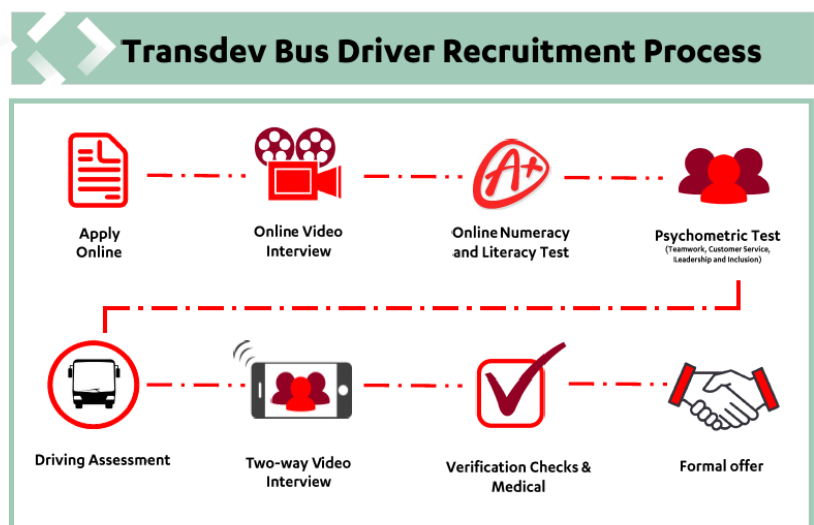 Transdev Bus Driver Recruitment Process
Apply
Online
Online Video
Interview
A+
Online Numeracy
and Literacy Test
Psychometric Test
(Teamwork, Customer Service,
Leadership and Inclusion)
Driving Assessment
Two-way Video
Interview
Verification Checks &
Medical
Formal offer